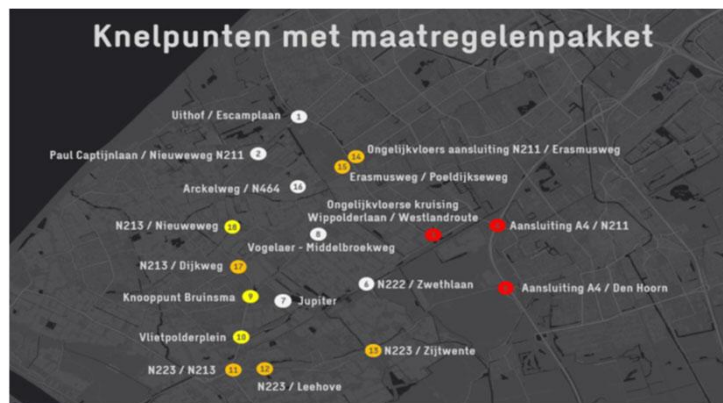 Knelpunten met maatregelenpakket
Uithof / Escamplaan
1
Paul Captijnlaan / Nieuweweg N211
2
14
Ongelijkvloers aansluiting N211 / Erasmusweg
15
Erasmusweg / Poeldijkseweg
Arckelweg / N464
16
Ongelijkvloerse kruising
Wippolderlaan / Westlandroute
N213 / Nieuweweg
18
8
Vogelaer - Middelbroekweg
Aansluiting A4 / N211
N213 / Dijkweg
17
6
N222 / Zwethlaan
Aansluiting A4 / Den Hoorn
Knooppunt Bruinsma
9
7
Jupiter
Vlietpolderplein
10
13
N223 / Zijtwente
N223 / N213
11
12
N223 / Leehove